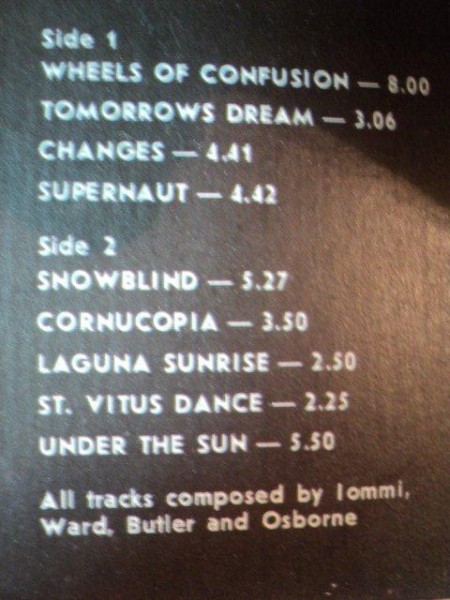 Side 1
WHEELS OF CONFUSION — 8.00
TOMORROWS DREAM — 3.06
CHANGES — 4.41
SUPERNAUT — 4.42
Side 2
SNOWBLIND — 5.27
CORNUCOPIA — 3.50
LAGUNA SUNRISE — 2.50
ST. VITUS DANCE — 2.25
UNDER THE SUN — 5.50
All tracks composed by Iommi,
Ward, Butler and Osborne